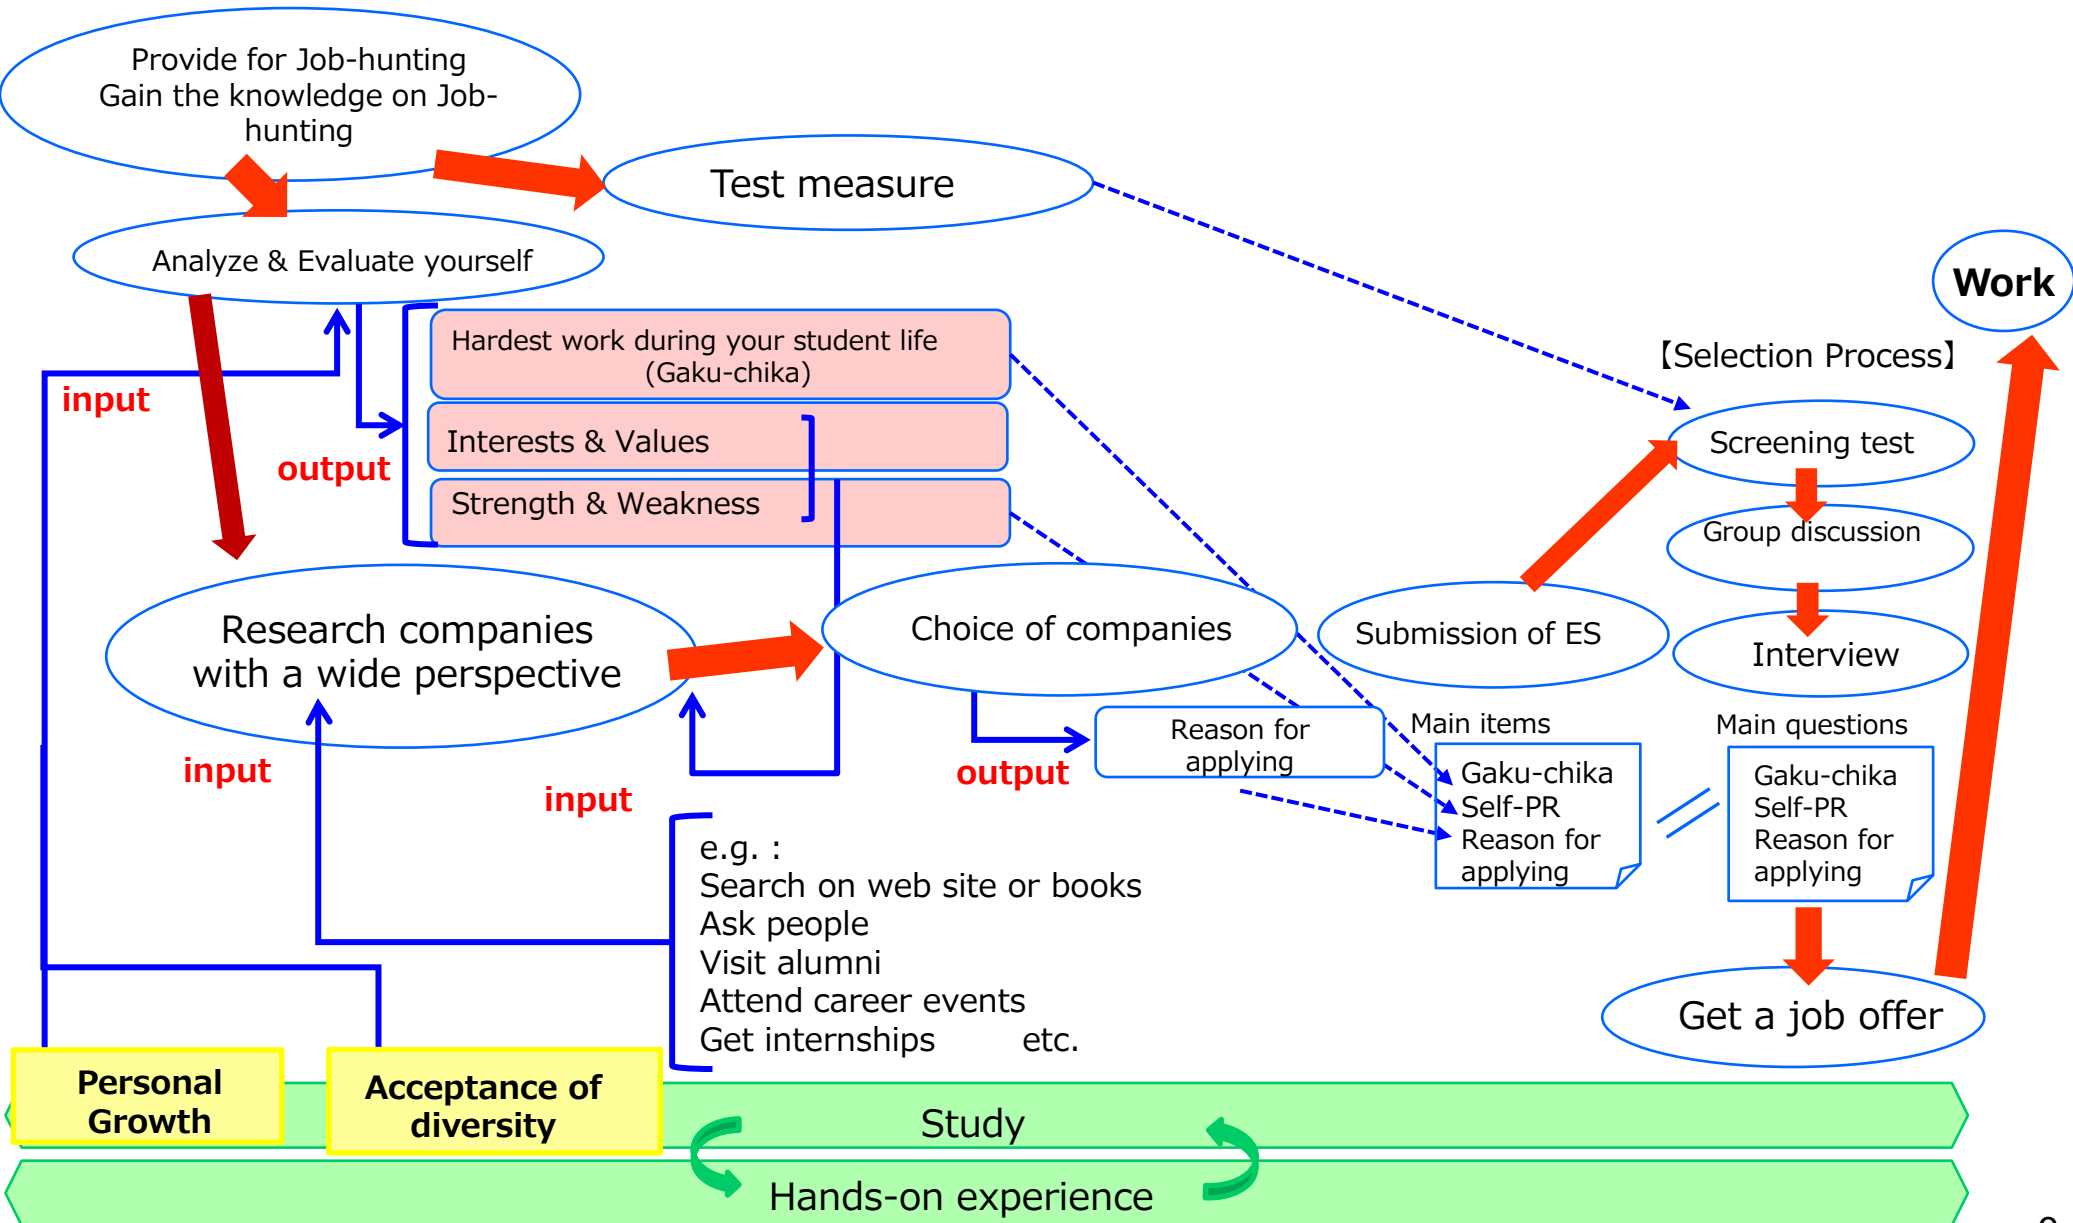 Provide for Job-hunting
Gain the knowledge on Job-
hunting
Test measure
Analyze & Evaluate yourself
Work
Hardest work during your student life
(Gaku-chika)
【Selection Process】
input
Interests & Values
output
Screening test
Strength & Weakness
Group discussion
Research companies
with a wide perspective
Choice of companies
Submission of ES
Interview
Reason for
applying
Main items
Main questions
input
input
output
Gaku-chika
Self-PR
Reason for
applying
Gaku-chika
Self-PR
Reason for
applying
e.g. :
Search on web site or books
Ask people
Visit alumni
Attend career events
Get internships etc.
Get a job offer
Personal
Growth
Acceptance of
diversity
Study
Hands-on experience